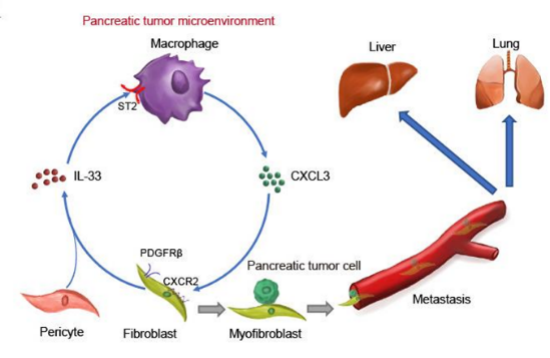 Pancreatic tumor microenvironment
Macrophage
Liver
Lung
ST2
IL-33
CXCL3
PDGFRβ
CXCR2
Pancreatic tumor cell
Metastasis
Pericyte
Fibroblast
Myofibroblast